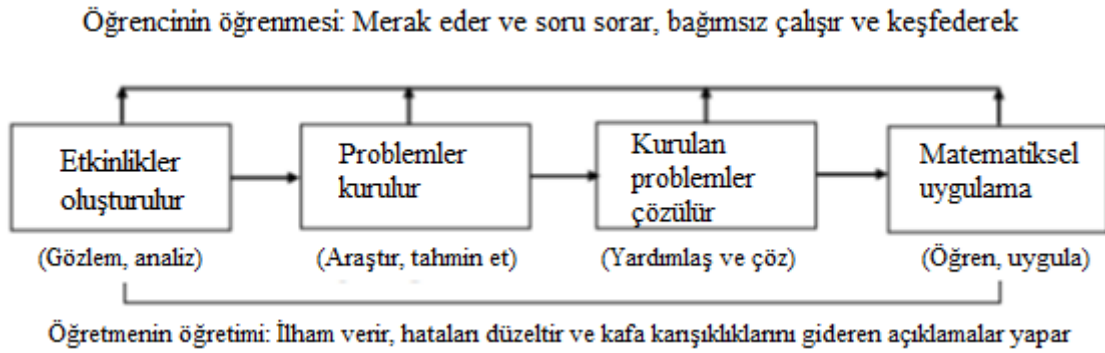 Öğrencinin öğrenmesi: Merak eder ve soru sorar, bağımsız çalışır ve keşfederek
Etkinlikler
oluşturulur
Problemler
kurulur
Kurulan
problemler
çözülür
Matematiksel
uygulama
(Gözlem, analiz)
(Araştır, tahmin et)
(Yardımlaş ve çöz)
(Öğren, uygula)
Öğretmenin öğretimi: İlham verir, hataları düzeltir ve kafa karışıklıklarını gideren açıklamalar yapar